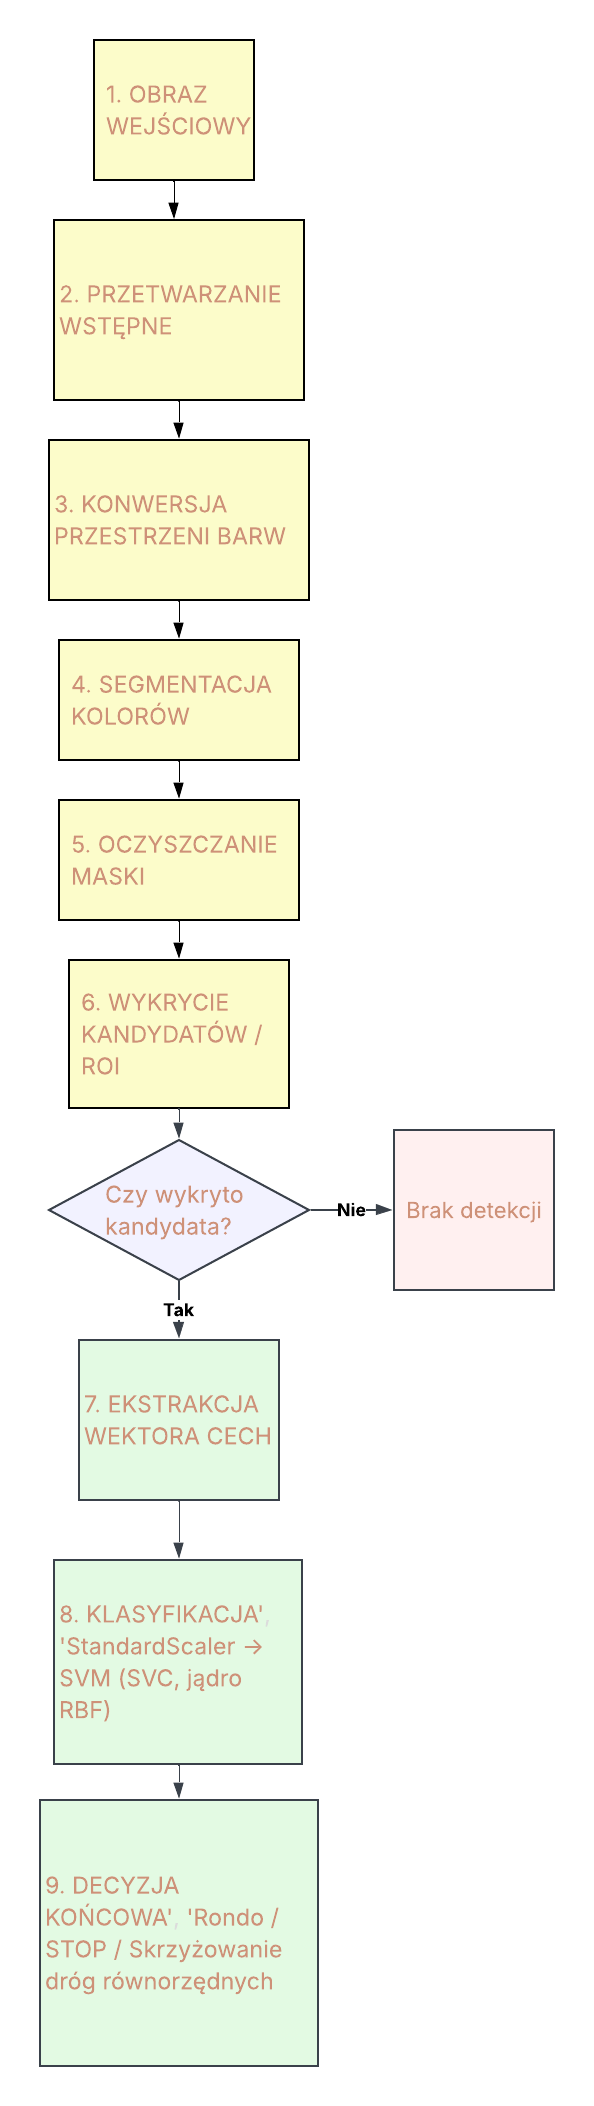 1. OBRAZ
WEJŚCIOWY
2. PRZETWARZANIE
WSTĘPNE
3. KONWERSJA
PRZESTRZENI BARW
4. SEGMENTACJA
KOLORÓW
5. OCZYSZCZANIE
MASKI
6. WYKRYCIE
KANDYDATÓW /
ROI
Czy wykryto
kandydata?
Nie
Brak detekcji
Tak
7. EKSTRAKCJA
WEKTORA CECH
8. KLASYFIKACJA',
'StandardScaler →
SVM (SVC, jądro
RBF)
9. DECYZJA
KOŃCOWA', 'Rondo /
STOP / Skrzyżowanie
dróg równorzędnych